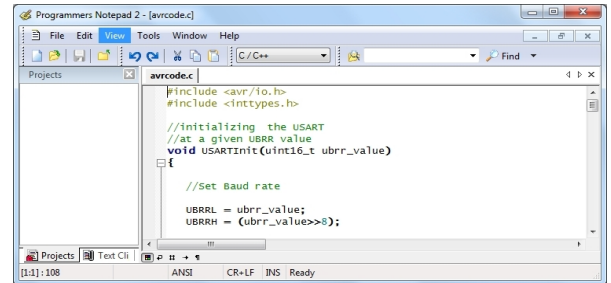 Programmers Notepad 2 - [avrcode.c]
File Edit View Tools Window Help
C / C++ Find
Projects avrcode.c
#include <avr/io.h>
#include <inttypes.h>
//initializing the USART
//at a given UBRR value
void USARTInit(uint16_t ubrr_value)
{
//Set Baud rate
UBRRL = ubrr_value;
UBRRH = (ubrr_value>>8);
Projects Text Cli
[1:1] : 108 ANSI CR+LF INS Ready